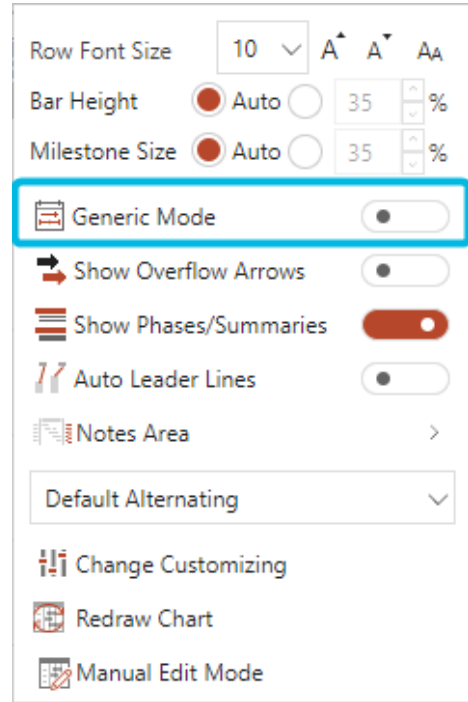 Row Font Size 10 A A AA
Bar Height Auto 35 %
Milestone Size Auto 35 %
Generic Mode
Show Overflow Arrows
Show Phases/Summaries
Auto Leader Lines
Notes Area
Default Alternating
Change Customizing
Redraw Chart
Manual Edit Mode